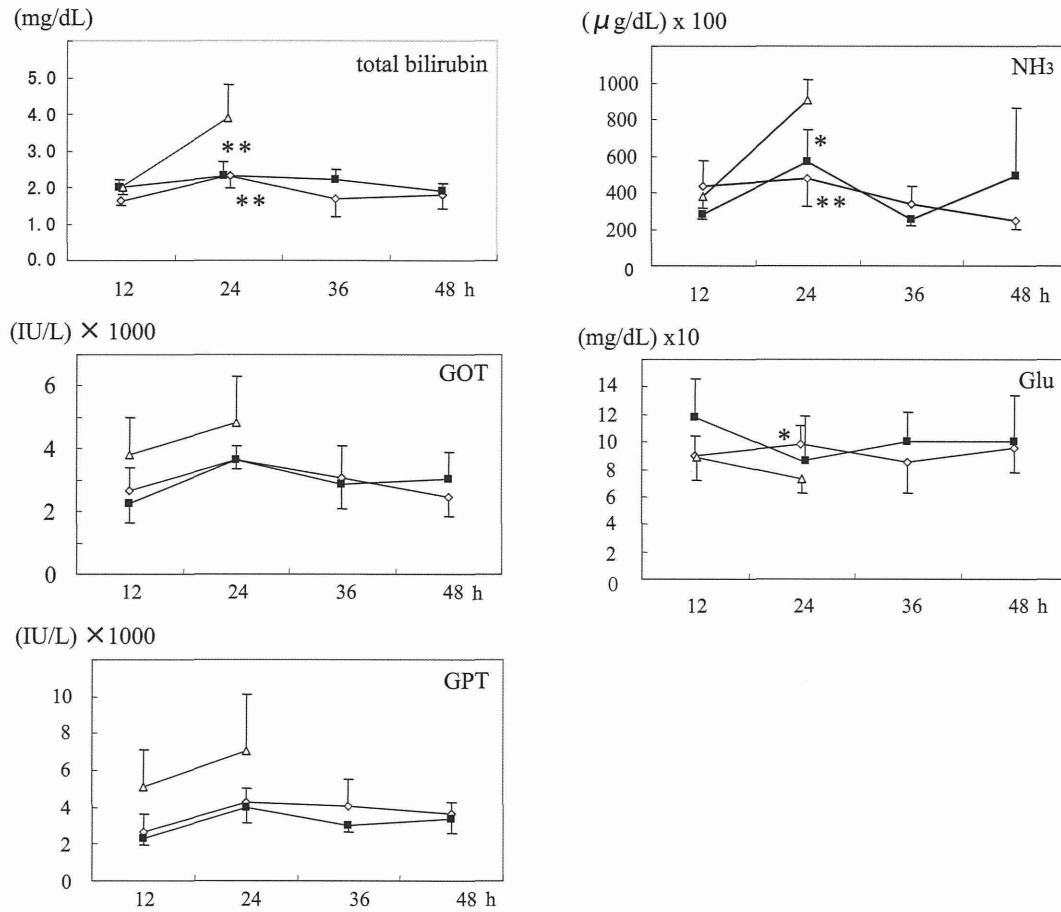 (mg/dL)
total bilirubin
5.0
4.0
3.0
2.0
1.0
0.0
**
**
12 24 36 48 h
(μg/dL) x 100
NH3
1000
800
600
400
200
0
*
**
12 24 36 48 h
(IU/L) × 1000
GOT
6
4
2
0
12 24 36 48 h
(mg/dL) x10
Glu
14
12
10
8
6
4
2
0
*
12 24 36 48 h
(IU/L) ×1000
GPT
10
8
6
4
2
0
12 24 36 48 h